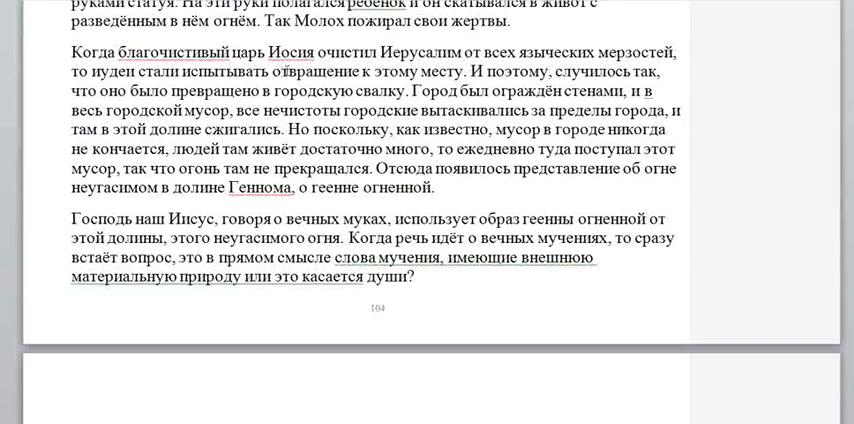 руками статуя. На эти руки полагался ребёнок и он скатывался в живот с
разведённым в нём огнём. Так Молох пожирал свои жертвы.
Когда благочистивый царь Иосия очистил Иерусалим от всех языческих мерзостей,
то иудеи стали испытывать отвращение к этому месту. И поэтому, случилось так,
что оно было превращено в городскую свалку. Город был ограждён стенами, и в
весь городской мусор, все нечистоты городские вытаскивались за пределы города, и
там в этой долине сжигались. Но поскольку, как известно, мусор в городе никогда
не кончается, людей там живёт достаточно много, то ежедневно туда поступал этот
мусор, так что огонь там не прекращался. Отсюда появилось представление об огне
неугасимом в долине Геннома, о геенне огненной.
Господь наш Иисус, говоря о вечных муках, использует образ геенны огненной от
этой долины, этого неугасимого огня. Когда речь идёт о вечных мучениях, то сразу
встаёт вопрос, это в прямом смысле слова мучения, имеющие внешнюю
материальную природу или это касается души?
104